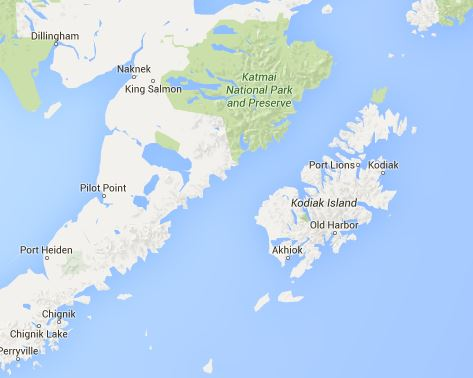 Dillingham
Naknek
King Salmon
Katmai
National Park
and Preserve
Port Lions
Kodiak
Pilot Point
Kodiak Island
Old Harbor
Port Heiden
Akhiok
Chignik
Chignik Lake
Perryville